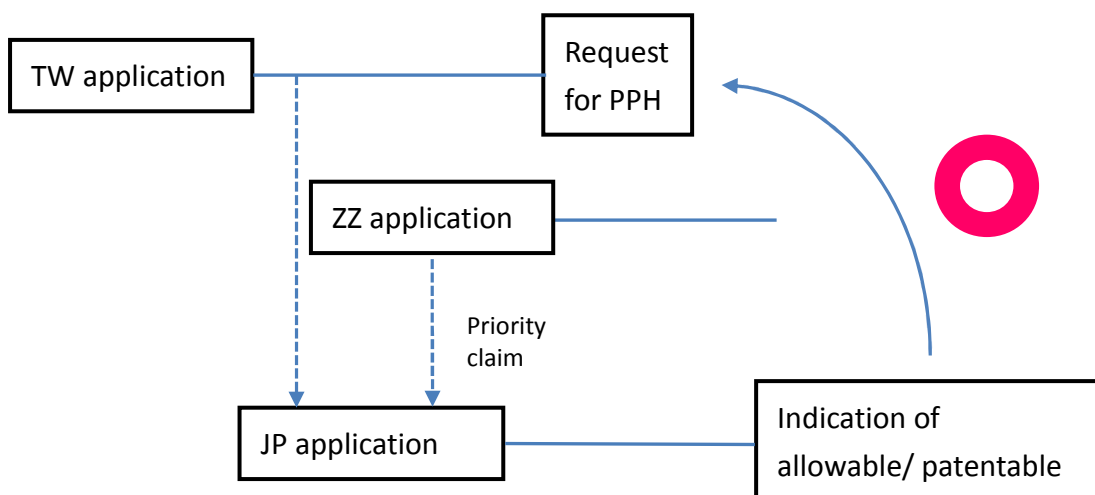 TW application
Request
for PPH
ZZ application
Priority
claim
JP application
Indication of
allowable/ patentable